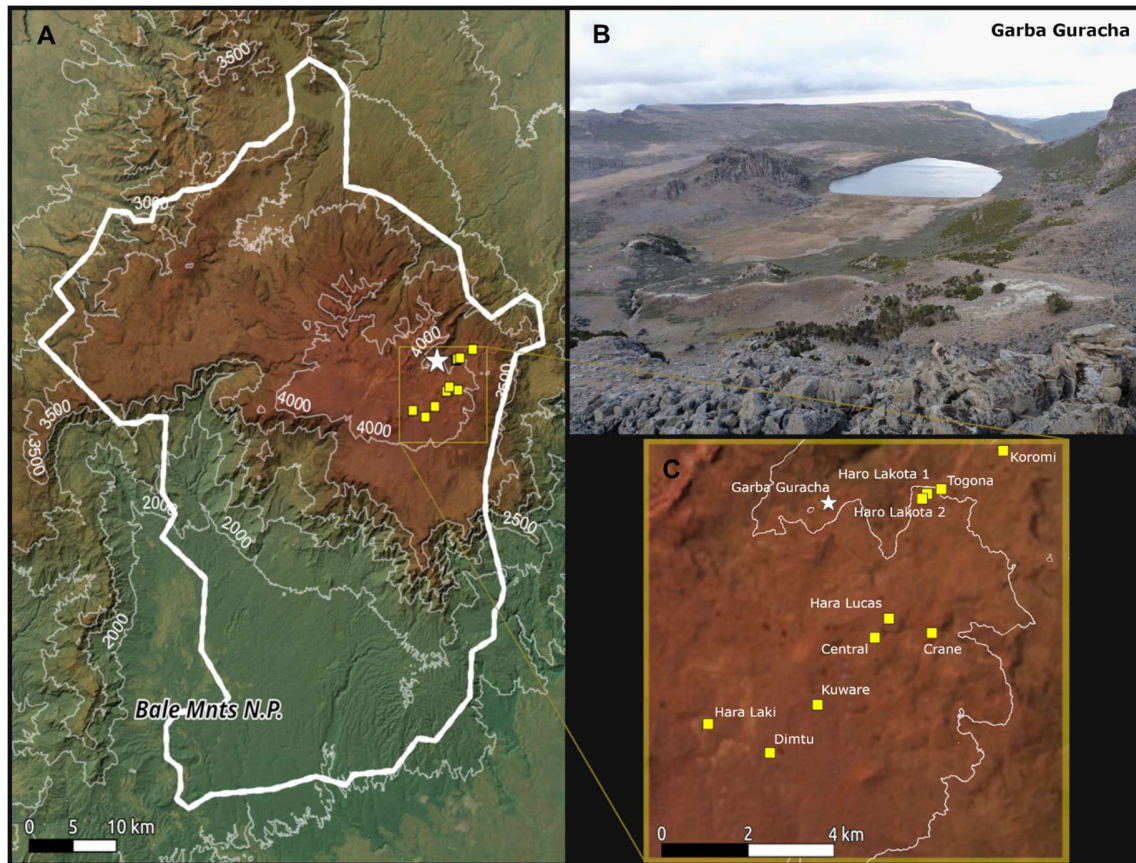 A
3500
3000
4000
3500
4000
4000
3500
3500
2000
2000
2500
2000
Bale Mnts N.P.
0 5 10 km
B
Garba Guracha
C
Koromi
Haro Lakota 1
Togona
Garba Guracha
Haro Lakota 2
Hara Lucas
Central
Crane
Kuware
Hara Laki
Dimtu
0 2 4 km